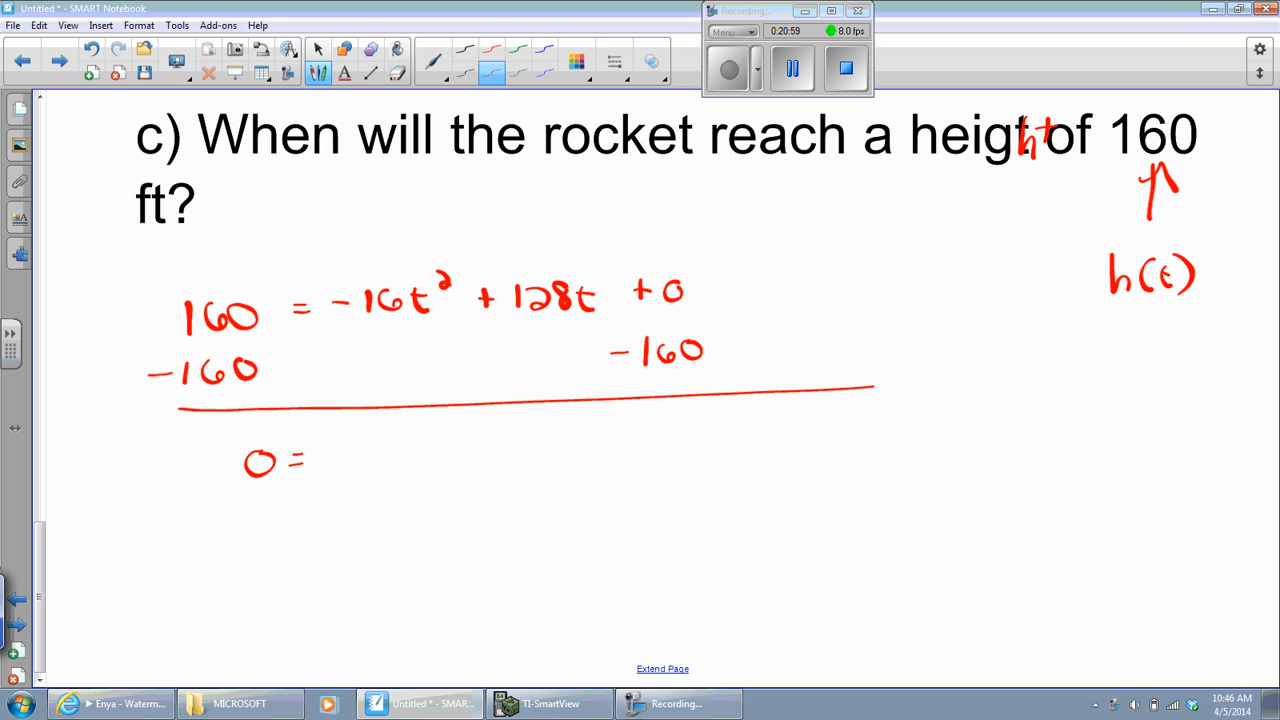 Untitled * - SMART Notebook
File Edit View Insert Format Tools Add-ons Help
Recording...
Menu 0:20:59 8.0 fps
c) When will the rocket reach a heigt of 160
ht
ft?
h(t)
160 = -16t² + 128t + 0
-160 -160
0 =
Extend Page
Enya - Waterm... MICROSOFT Untitled * - SMAR... TI-SmartView Recording...
10:46 AM
4/5/2014